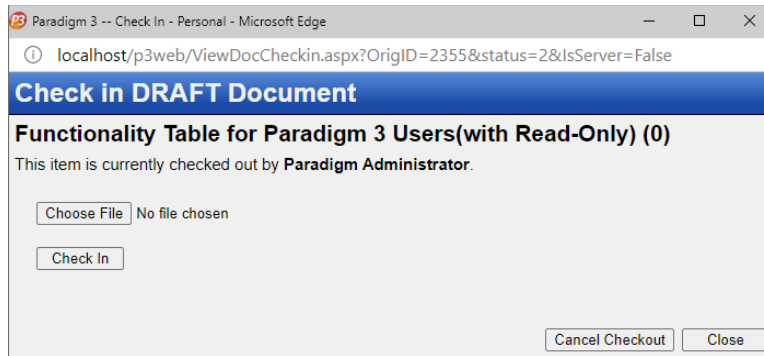 P3 Paradigm 3 -- Check In - Personal - Microsoft Edge
localhost/p3web/ViewDocCheckin.aspx?OrigID=2355&status=2&IsServer=False
Check in DRAFT Document
Functionality Table for Paradigm 3 Users(with Read-Only) (0)
This item is currently checked out by Paradigm Administrator.
Choose File No file chosen
Check In
Cancel Checkout Close